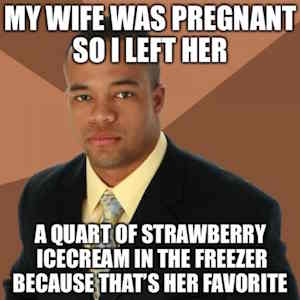 MY WIFE WAS PREGNANT
SO I LEFT HER
A QUART OF STRAWBERRY
ICECREAM IN THE FREEZER
BECAUSE THAT'S HER FAVORITE